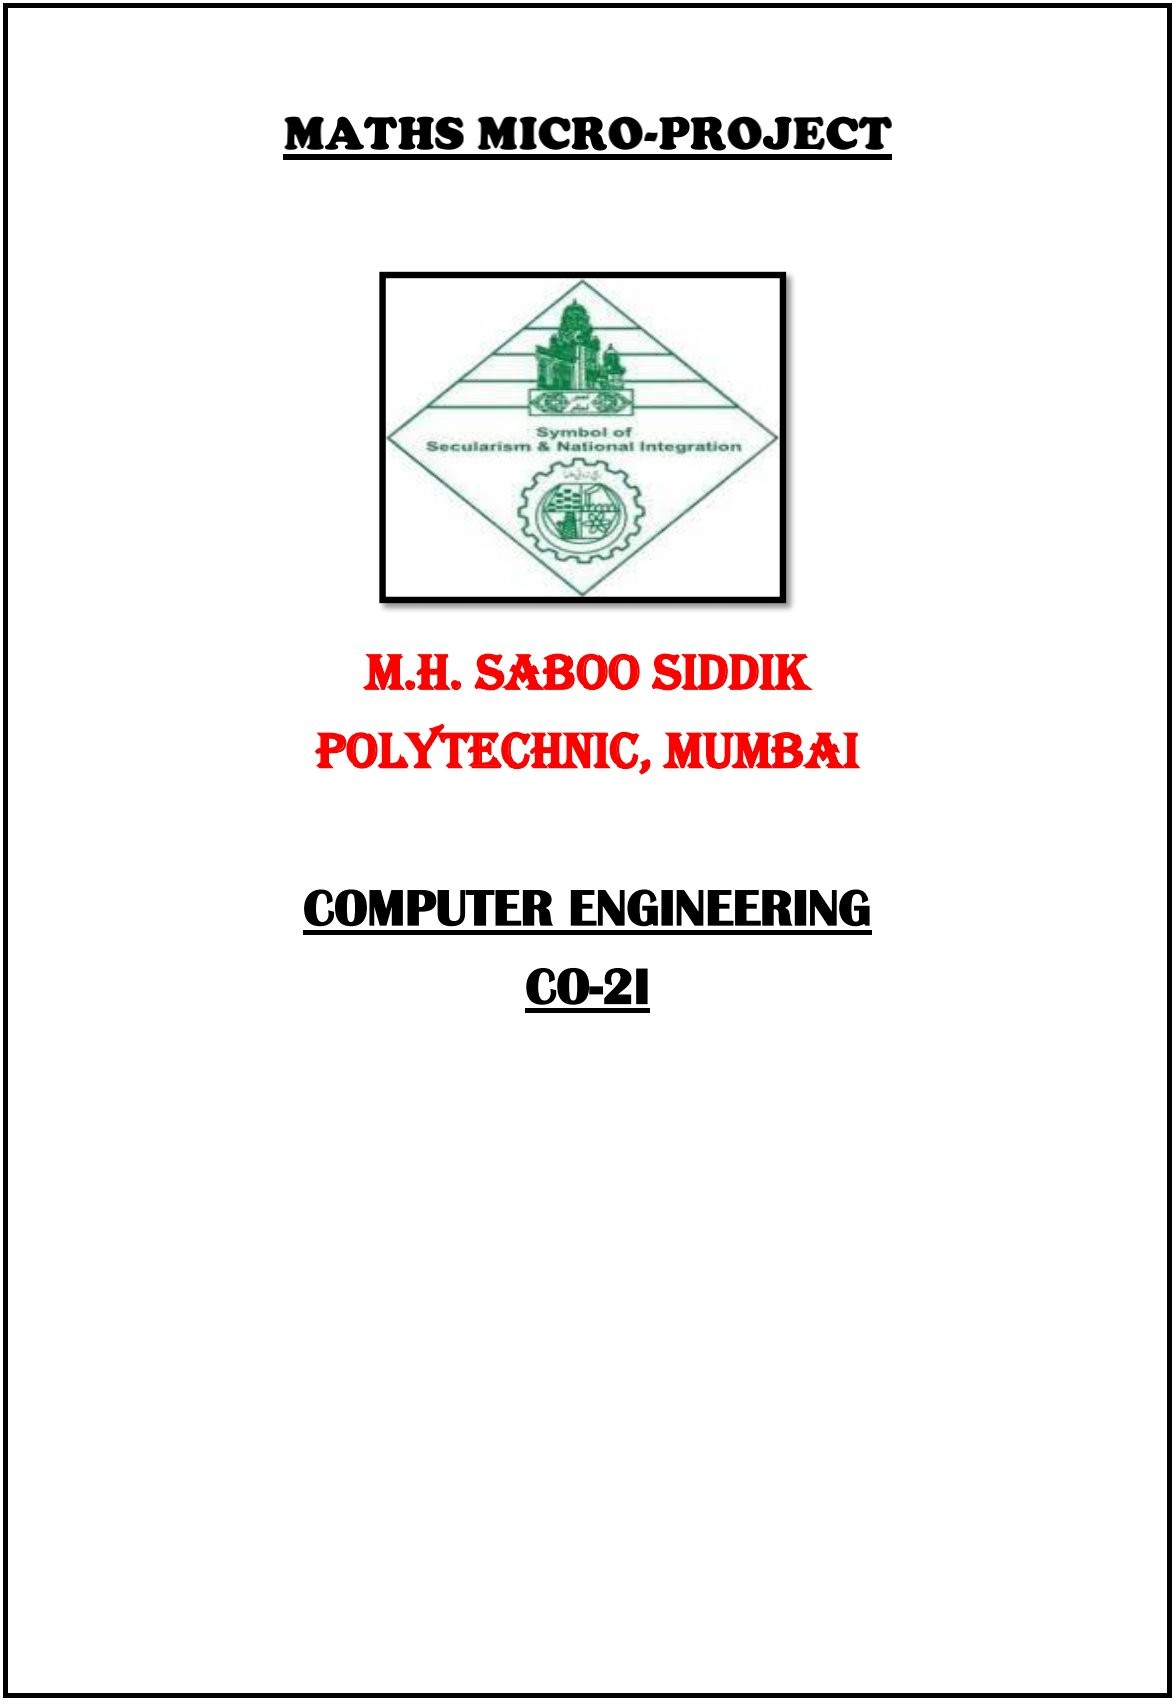 MATHS MICRO-PROJECT
Symbol of
Secularism & National Integration
M.H. SABOO SIDDIK
POLYTECHNIC, MUMBAI
COMPUTER ENGINEERING
CO-2I